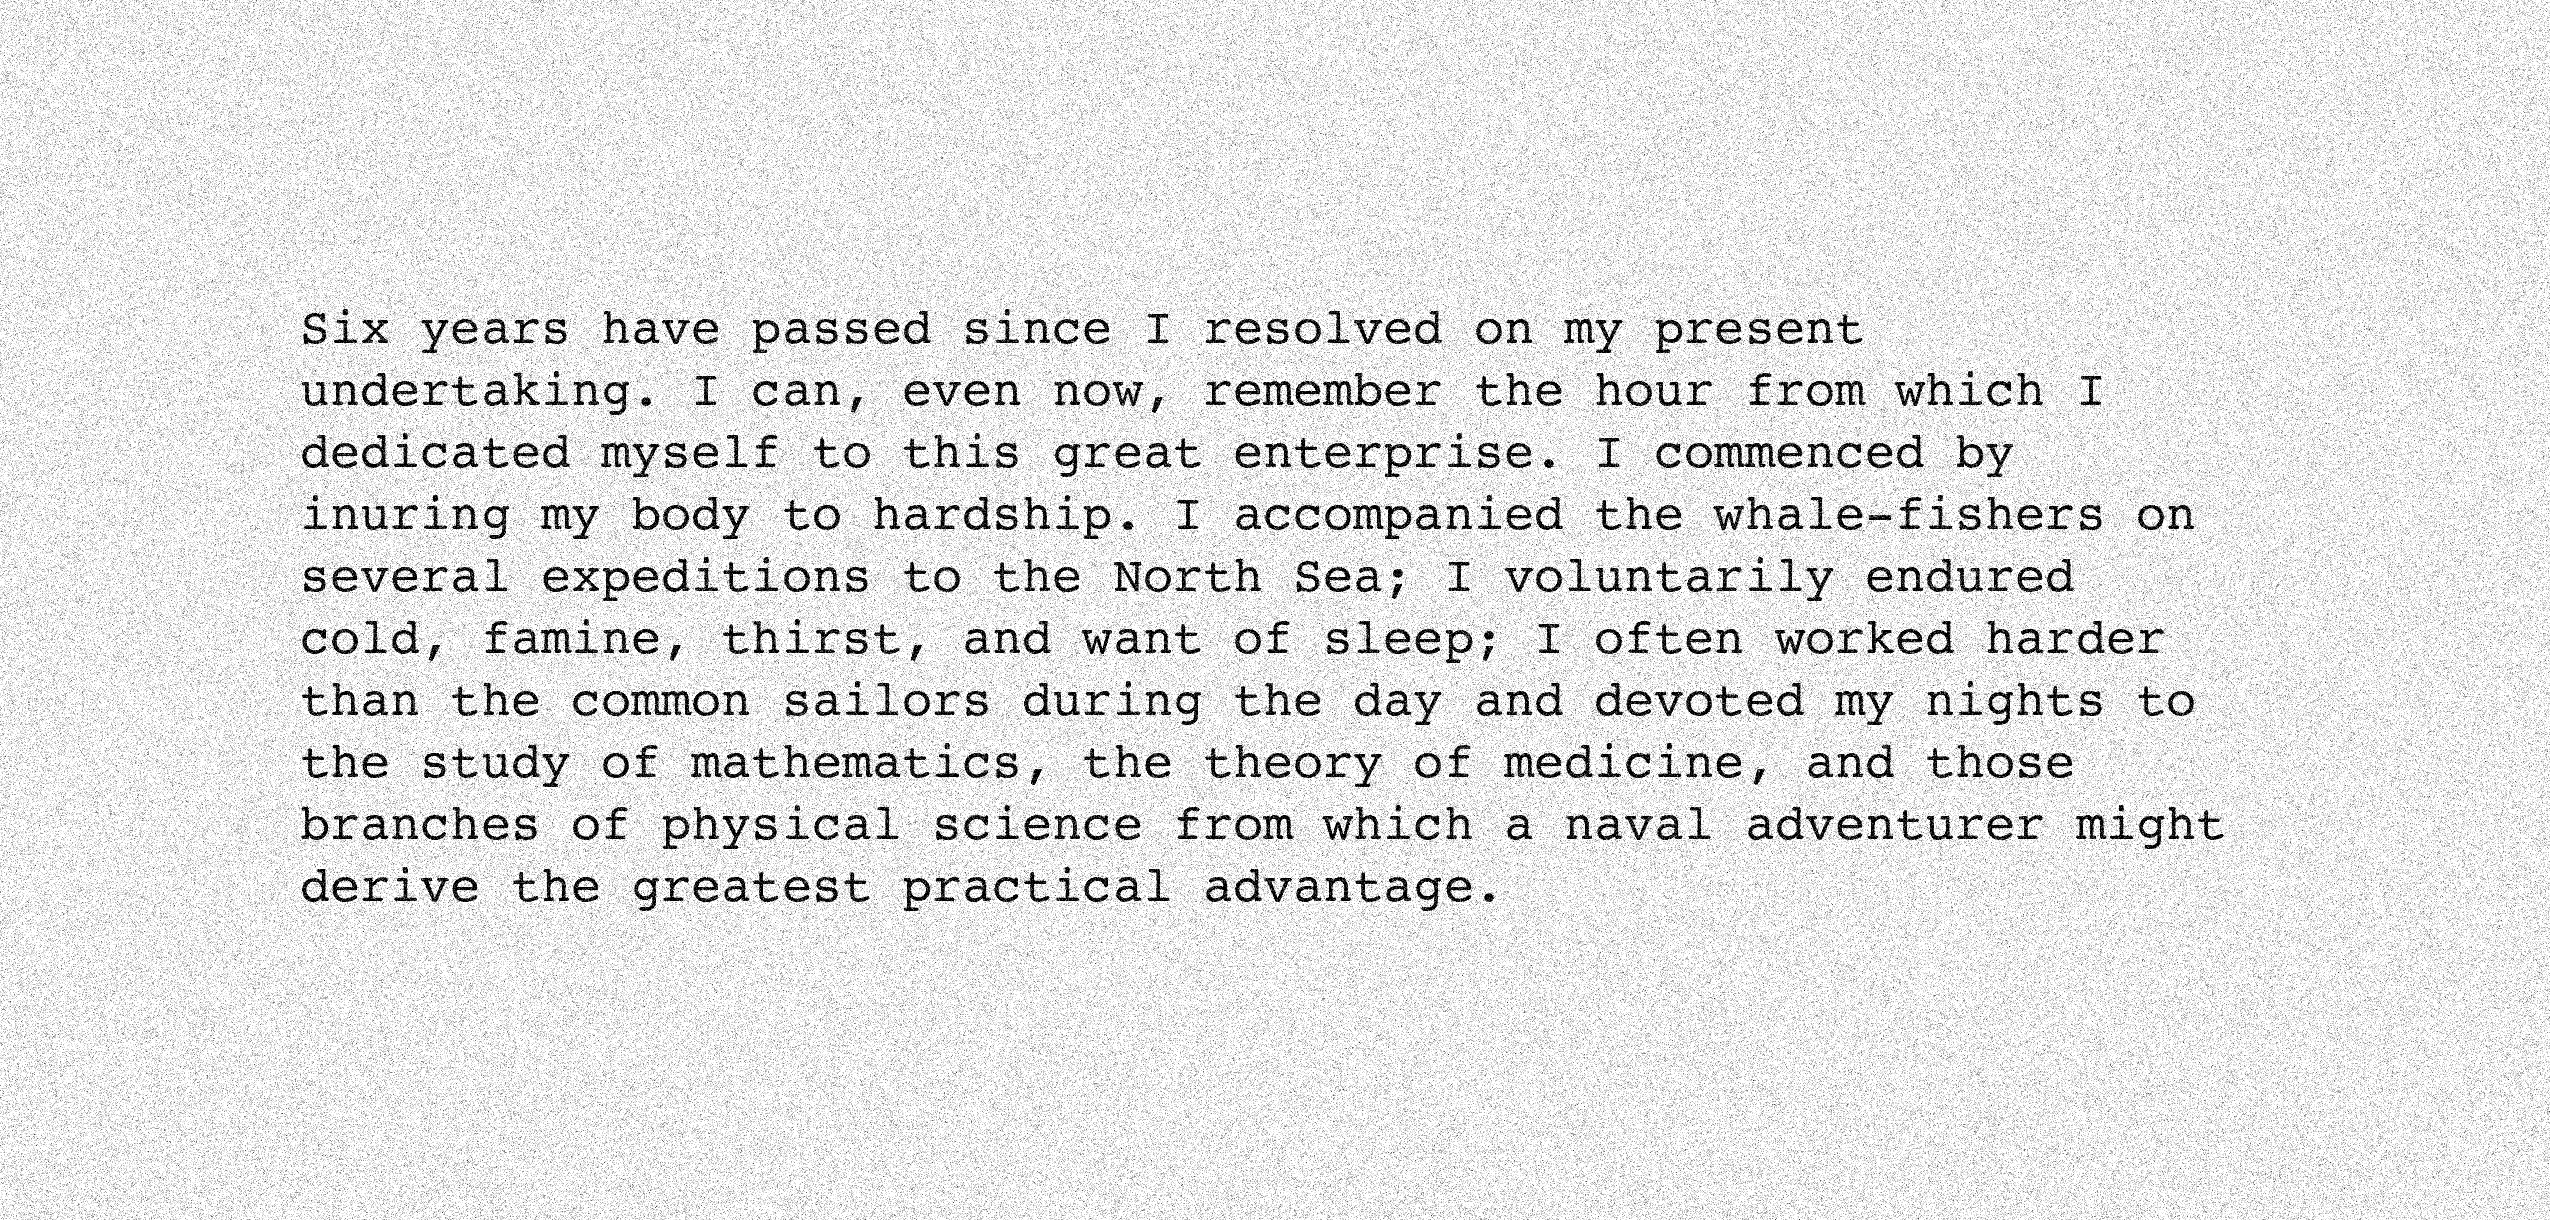 Six years have passed since I resolved on my present
undertaking. I can, even now, remember the hour from which I
dedicated myself to this great enterprise. I commenced by
inuring my body to hardship. I accompanied the whale-fishers on
several expeditions to the North Sea; I voluntarily endured
cold, famine, thirst, and want of sleep; I often worked harder
than the common sailors during the day and devoted my nights to
the study of mathematics, the theory of medicine, and those
branches of physical science from which a naval adventurer might
derive the greatest practical advantage.